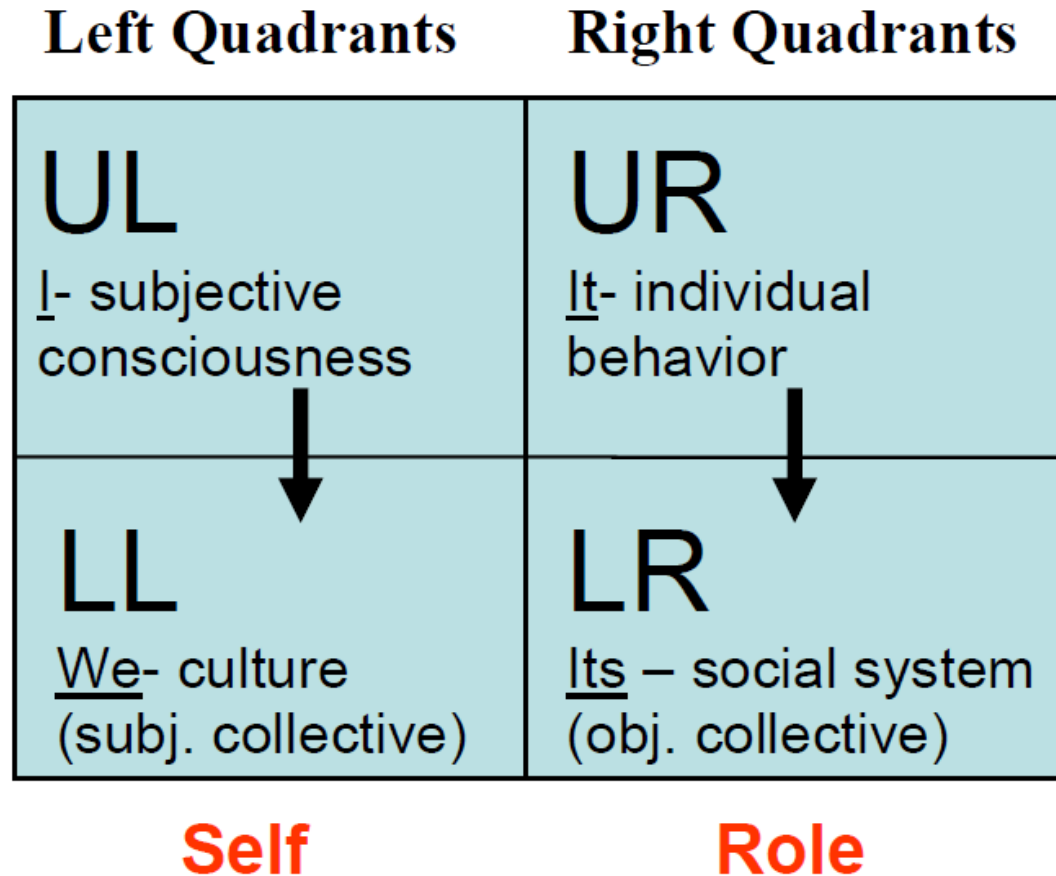 Left Quadrants
Right Quadrants
UL
I- subjective
consciousness
UR
It- individual
behavior
LL
We- culture
(subj. collective)
LR
Its – social system
(obj. collective)
Self
Role